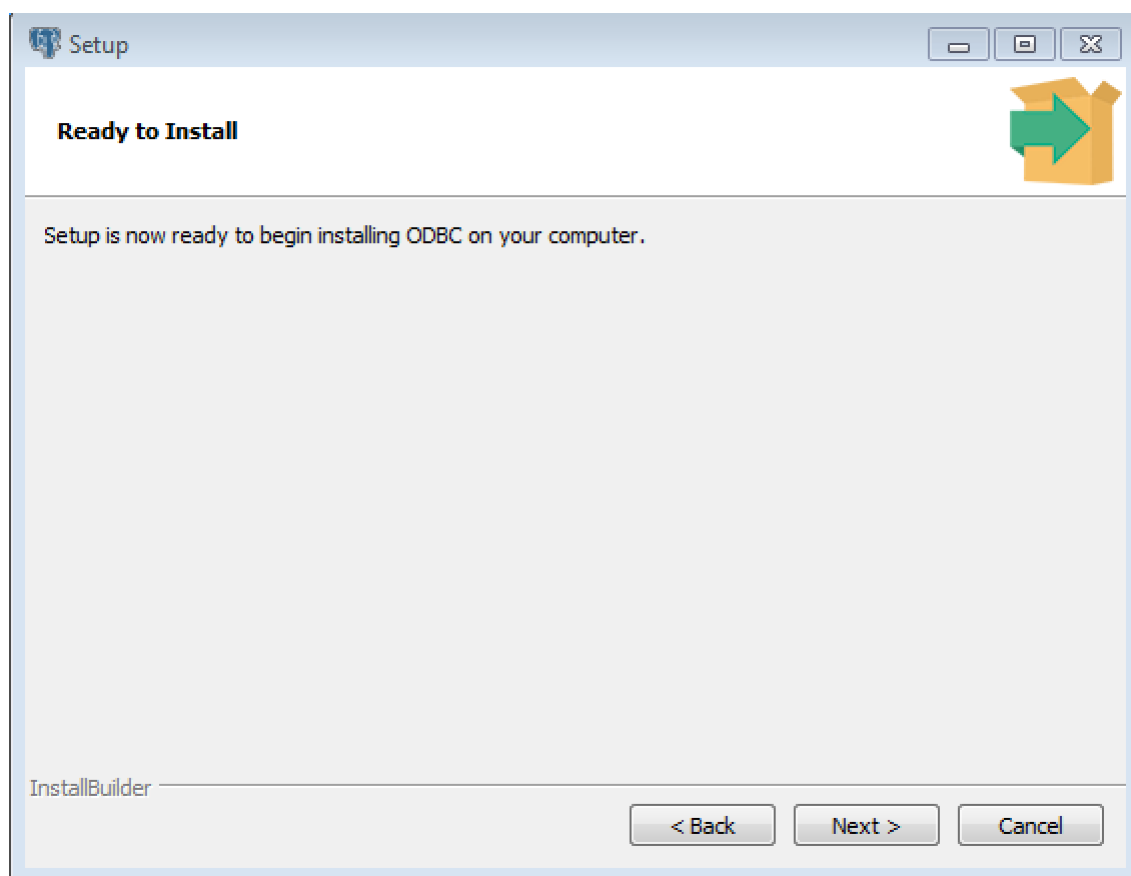 Setup
Ready to Install
Setup is now ready to begin installing ODBC on your computer.
InstallBuilder
< Back
Next >
Cancel